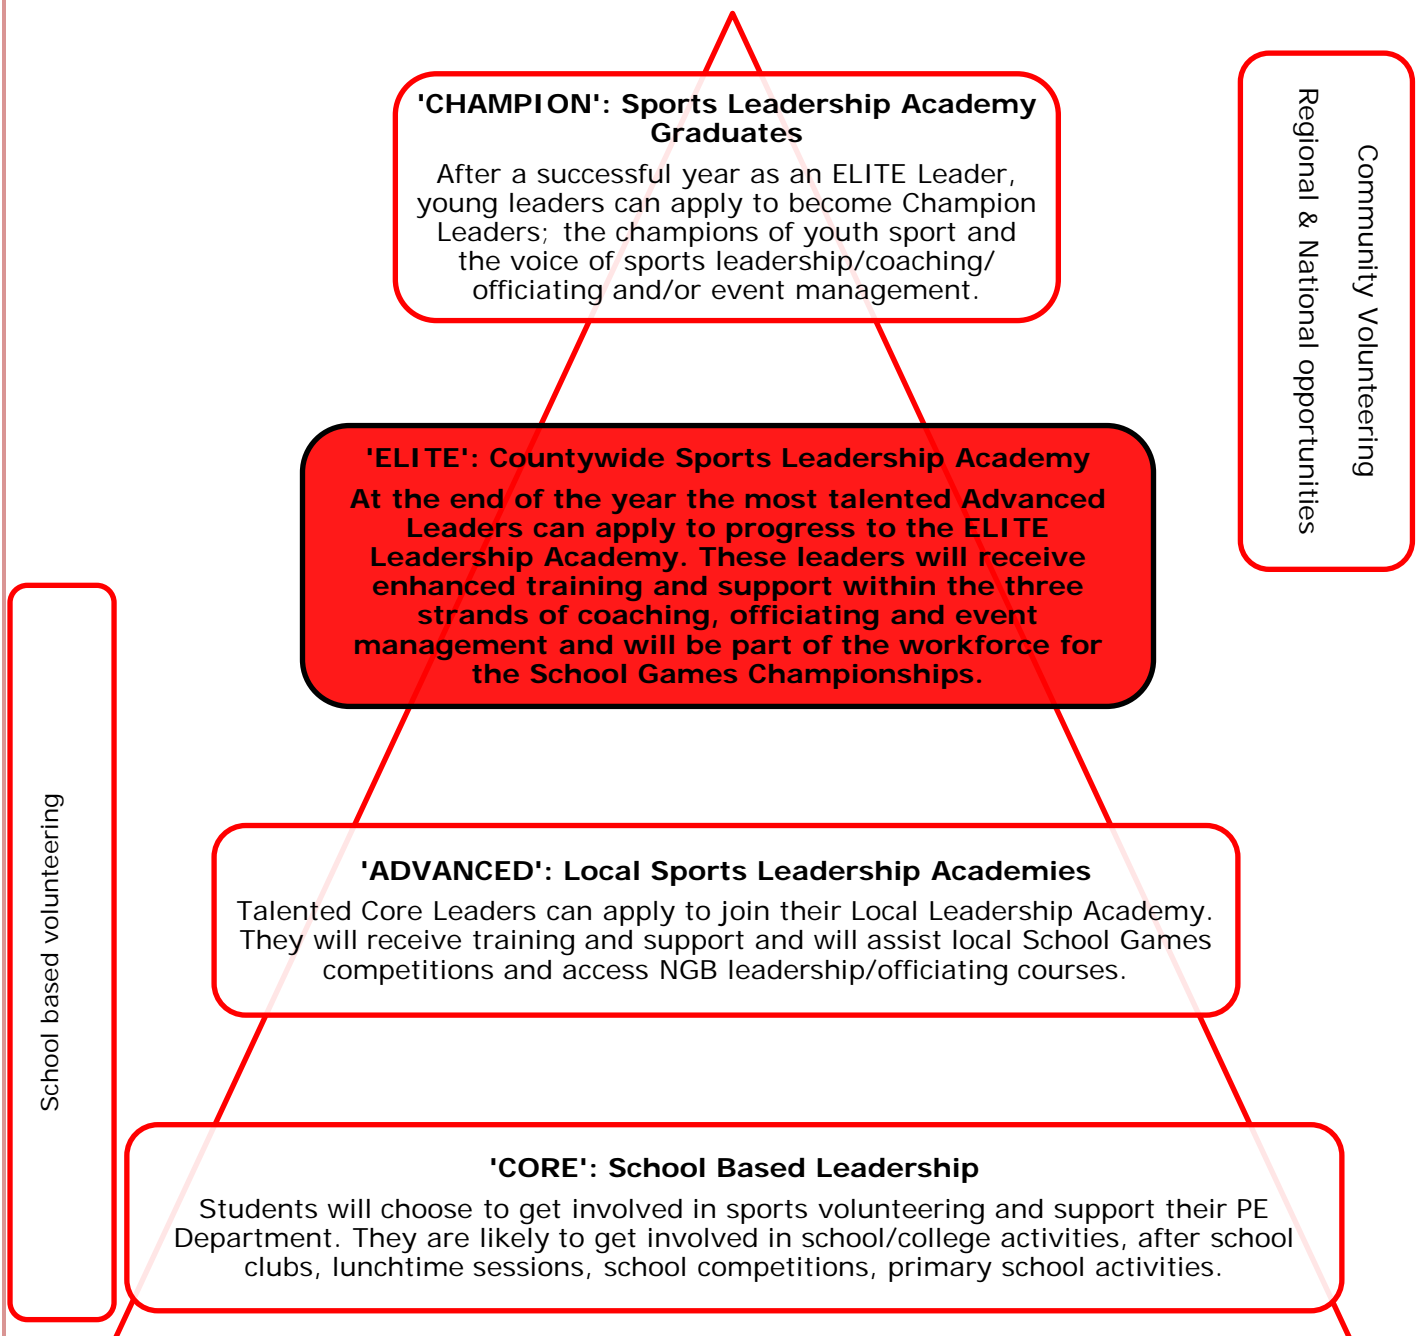 'CHAMPION': Sports Leadership Academy
Graduates
After a successful year as an ELITE Leader,
young leaders can apply to become Champion
Leaders; the champions of youth sport and
the voice of sports leadership/coaching/
officiating and/or event management.
Community Volunteering
Regional & National opportunities
'ELITE': Countywide Sports Leadership Academy
At the end of the year the most talented Advanced
Leaders can apply to progress to the ELITE
Leadership Academy. These leaders will receive
enhanced training and support within the three
strands of coaching, officiating and event
management and will be part of the workforce for
the School Games Championships.
School based volunteering
'ADVANCED': Local Sports Leadership Academies
Talented Core Leaders can apply to join their Local Leadership Academy.
They will receive training and support and will assist local School Games
competitions and access NGB leadership/officiating courses.
'CORE': School Based Leadership
Students will choose to get involved in sports volunteering and support their PE
Department. They are likely to get involved in school/college activities, after school
clubs, lunchtime sessions, school competitions, primary school activities.